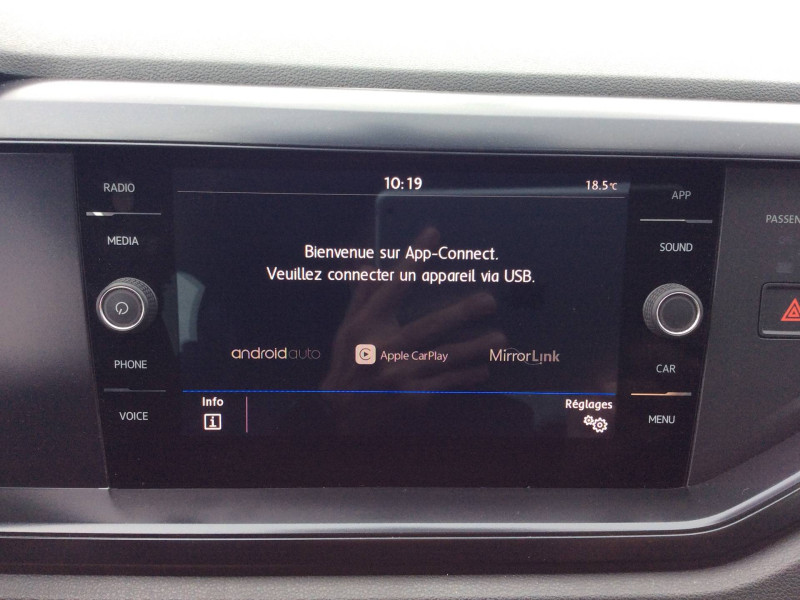 10:19
18.5°C
RADIO
APP
MEDIA
SOUND
Bienvenue sur App-Connect.
Veuillez connecter un appareil via USB.
androidauto
Apple CarPlay
MirrorLink
PHONE
CAR
VOICE
MENU
Info
Réglages